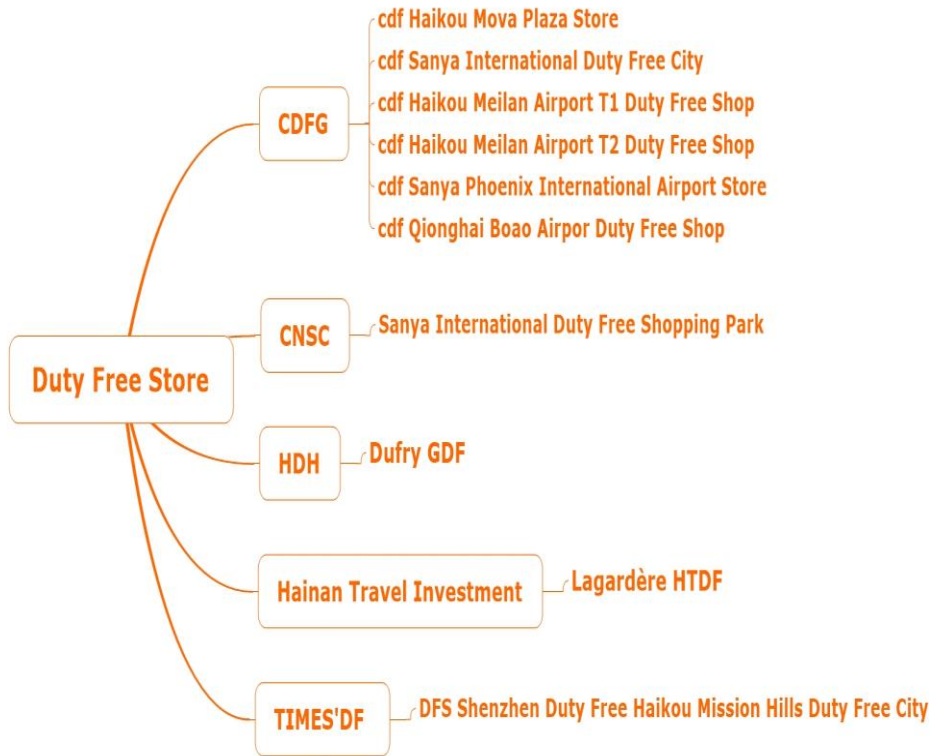 Duty Free Store
CDFG
cdf Haikou Mova Plaza Store
cdf Sanya International Duty Free City
cdf Haikou Meilan Airport T1 Duty Free Shop
cdf Haikou Meilan Airport T2 Duty Free Shop
cdf Sanya Phoenix International Airport Store
cdf Qionghai Boao Airpor Duty Free Shop
CNSC
Sanya International Duty Free Shopping Park
HDH
Dufry GDF
Hainan Travel Investment
Lagardère HTDF
TIMES'DF
DFS Shenzhen Duty Free Haikou Mission Hills Duty Free City